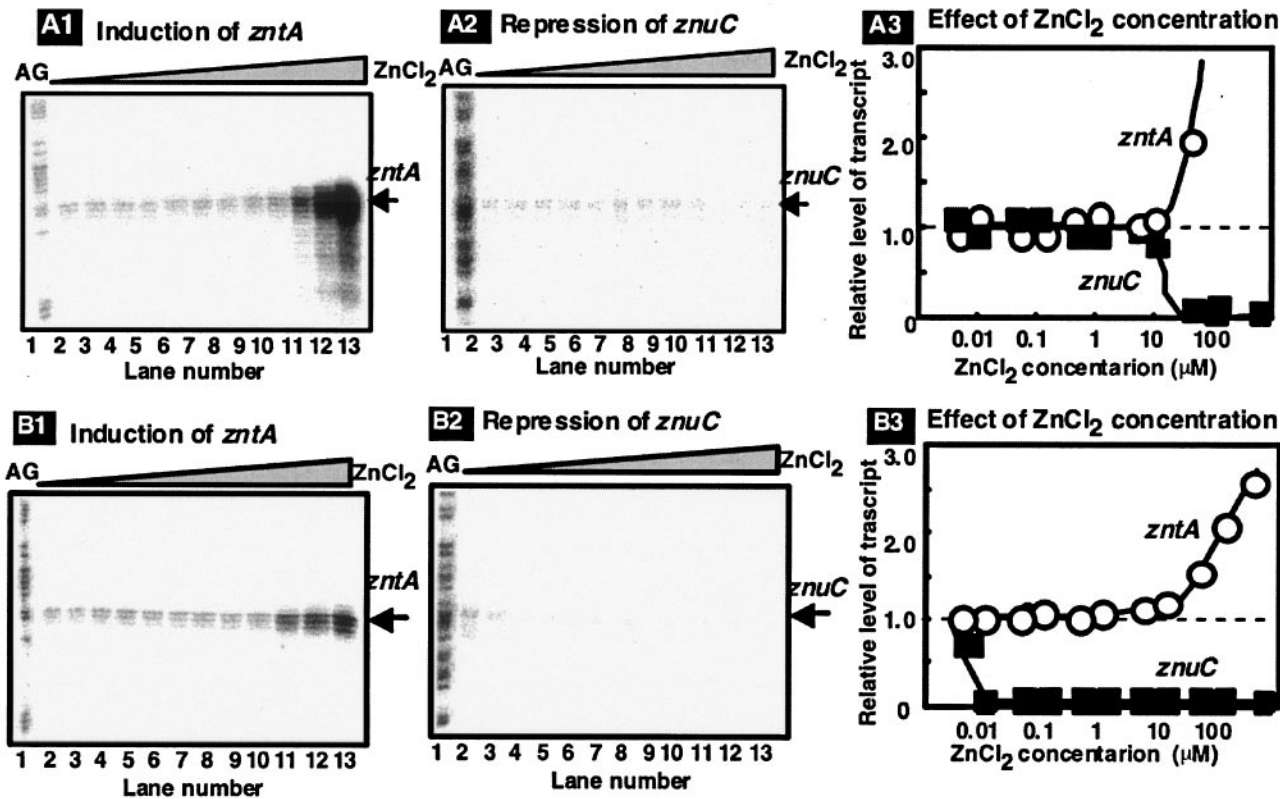 A1 Induction of zntA
AG ZnCl2
zntA
1 2 3 4 5 6 7 8 9 10 11 12 13
Lane number
A2 Repression of znuC
AG ZnCl2
znuC
1 2 3 4 5 6 7 8 9 10 11 12 13
Lane number
A3 Effect of ZnCl2 concentration
Relative level of transcript
3.0
2.0
1.0
0
zntA
znuC
0.01 0.1 1 10 100
ZnCl2 concentarion (μM)
B1 Induction of zntA
AG ZnCl2
zntA
1 2 3 4 5 6 7 8 9 10 11 12 13
Lane number
B2 Repression of znuC
AG ZnCl2
znuC
1 2 3 4 5 6 7 8 9 10 11 12 13
Lane number
B3 Effect of ZnCl2 concentration
Relative level of trascript
3.0
2.0
1.0
0
zntA
znuC
0.01 0.1 1 10 100
ZnCl2 concentarion (μM)